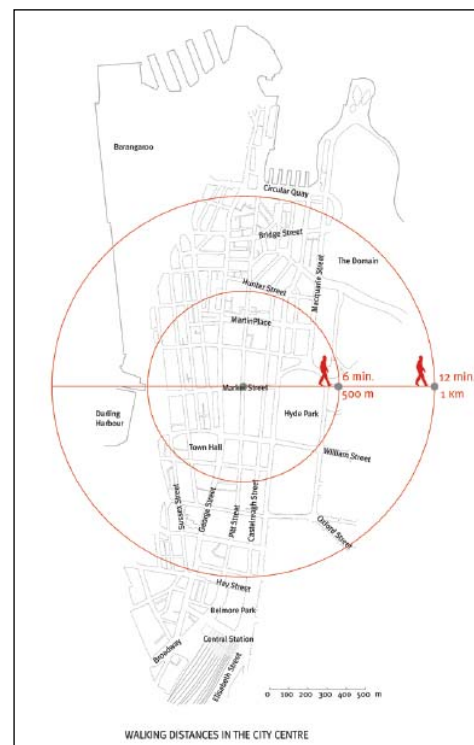 Barangaroo
Circular Quay
Bridge Street
The Domain
Macquarie Street
Hunter Street
Martin Place
6 min.
12 min
Market Street
500 m
1 Km
Darling
Harbour
Hyde Park
Town Hall
William Street
Sussex Street
George Street
Pitt Street
Castelreagh Street
Oxford Street
Hay Street
Belmore Park
Broadway
Central Station
Elisabeth Street
0 100 200 300 400 500 m
WALKING DISTANCES IN THE CITY CENTRE